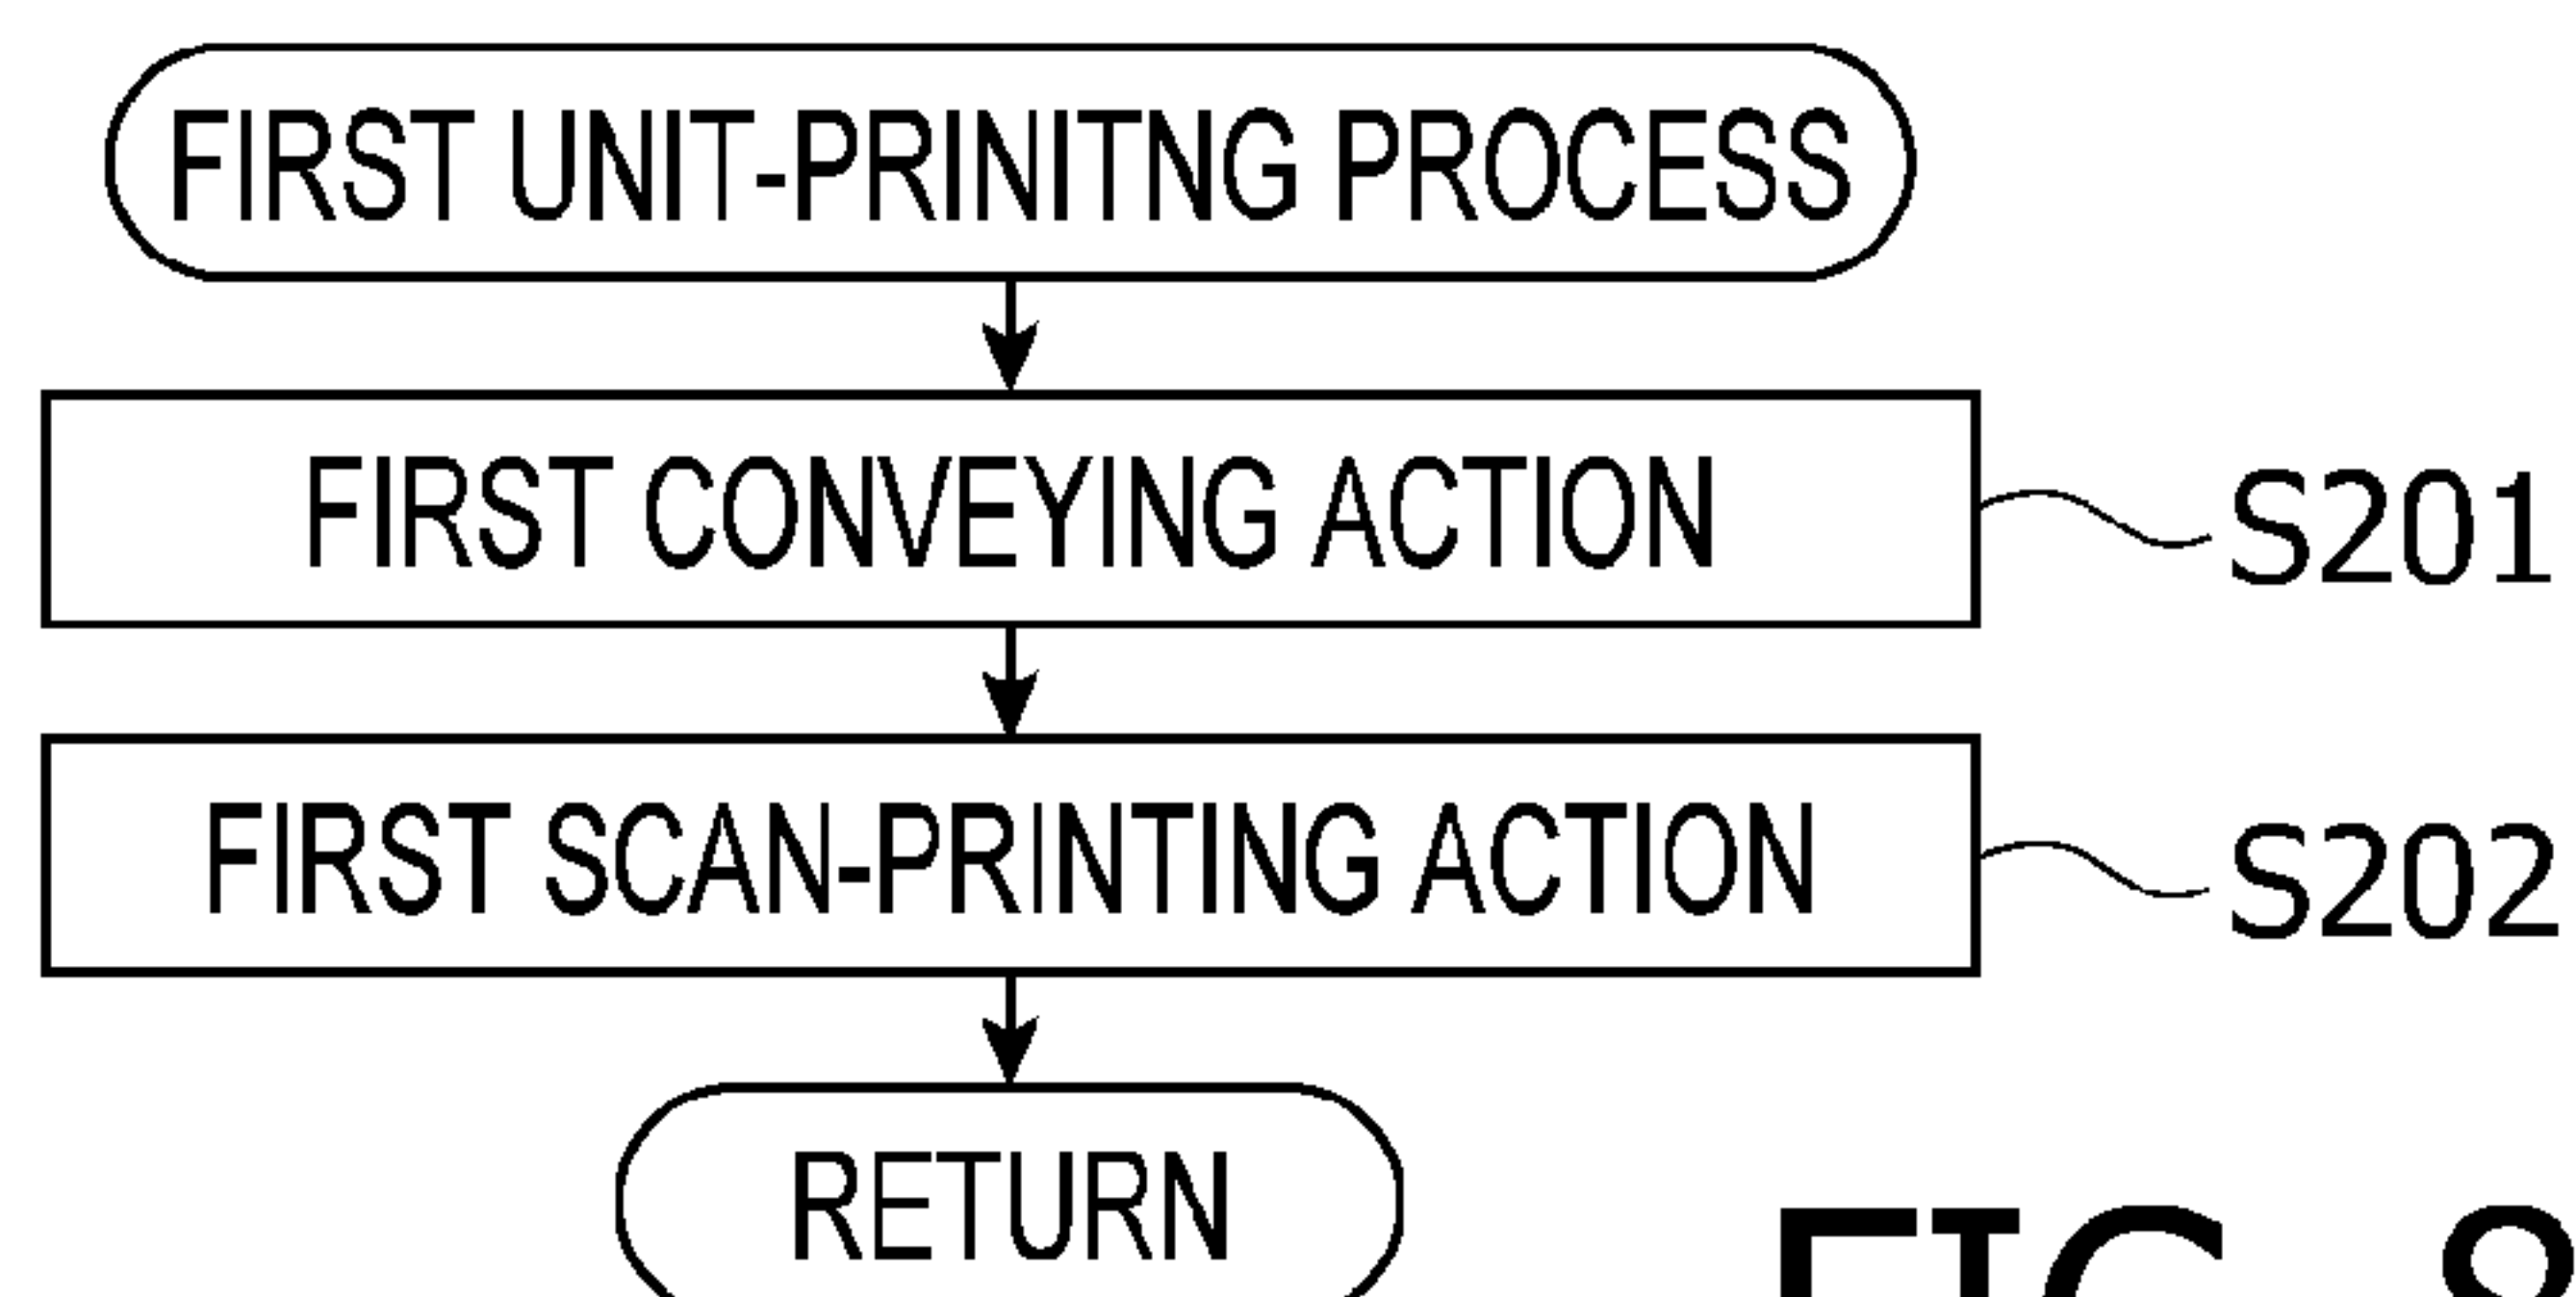 FIRST UNIT-PRINITNG PROCESS
FIRST CONVEYING ACTION
S201
FIRST SCAN-PRINTING ACTION
S202
RETURN